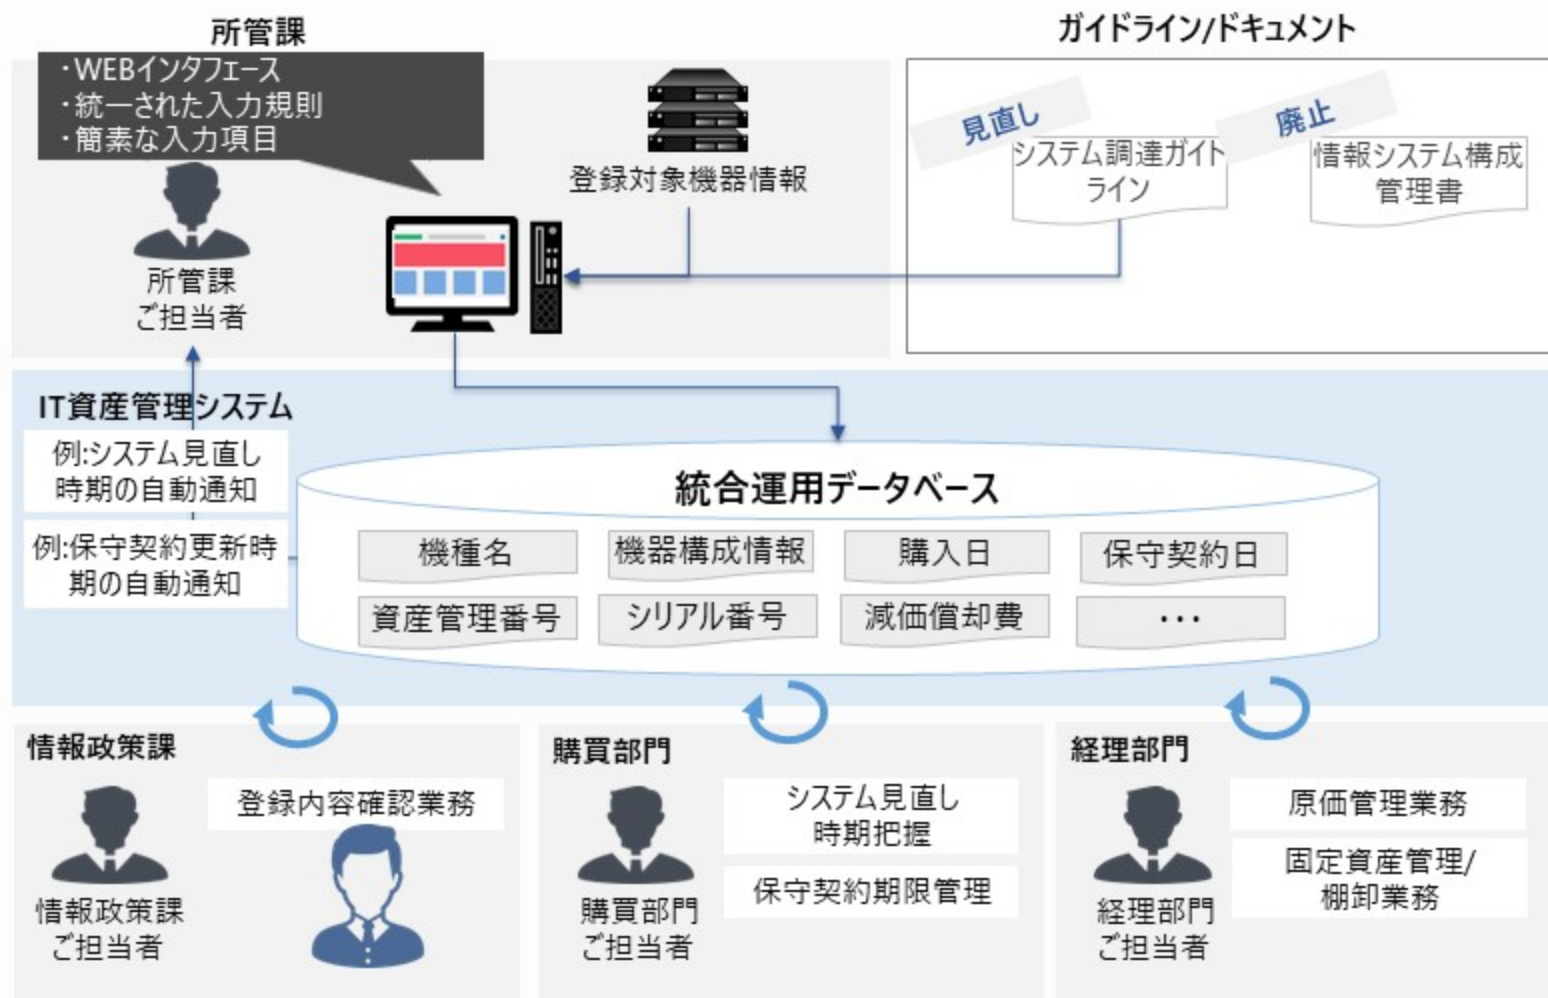 所管課
・WEBインタフェース
・統一された入力規則
・簡素な入力項目
登録対象機器情報
所管課
ご担当者
ガイドライン/ドキュメント
見直し
システム調達ガイド
ライン
廃止
情報システム構成
管理書
IT資産管理システム
例:システム見直し
時期の自動通知
例:保守契約更新時
期の自動通知
統合運用データベース
機種名
機器構成情報
購入日
保守契約日
資産管理番号
シリアル番号
減価償却費
・・・
情報政策課
登録内容確認業務
情報政策課
ご担当者
購買部門
システム見直し
時期把握
保守契約期限管理
購買部門
ご担当者
経理部門
原価管理業務
固定資産管理/
棚卸業務
経理部門
ご担当者